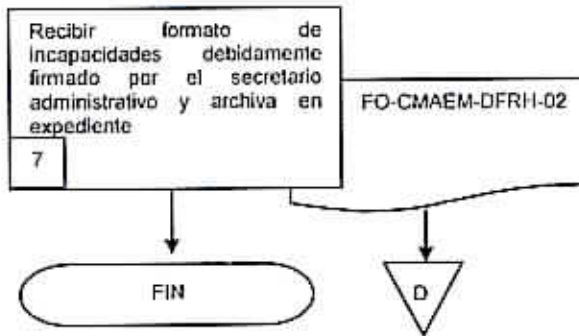 Recibir formato de
incapacidades debidamente
firmado por el secretario
administrativo y archiva en
expediente
7
FO-CMAEM-DFRH-02
FIN
D